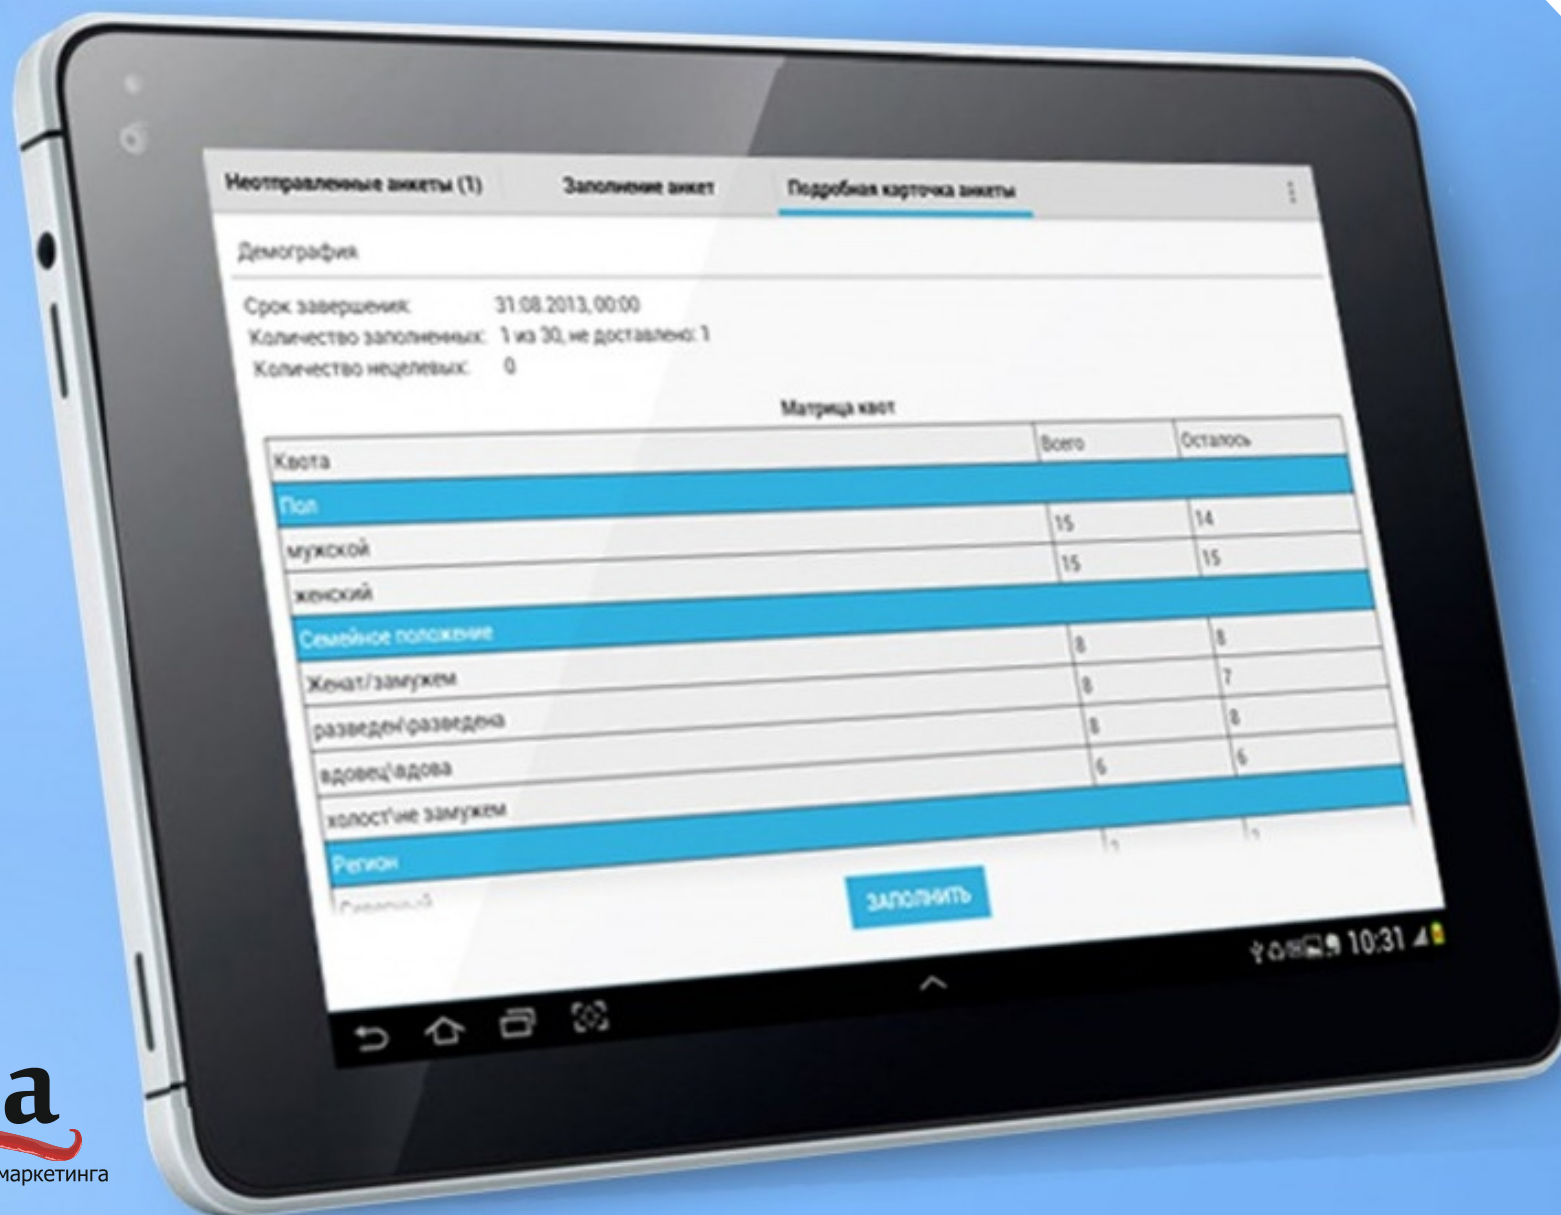 Неотправленные анкеты (1) Заполнение анкет Подробная карточка анкеты
Демография
Срок завершения: 31.08.2013, 00:00
Количество заполненных: 1 из 30, не доставлено: 1
Количество нецелевых: 0
Матрица квот
Квота Всего Осталось
Пол
мужской 15 14
женский 15 15
Семейное положение
Женат/замужем 8 8
разведен\разведена 8 7
вдовец\вдова 8 8
холост\не замужем 6 6
Регион
Северный
ЗАПОЛНИТЬ
10:31
а
маркетинга